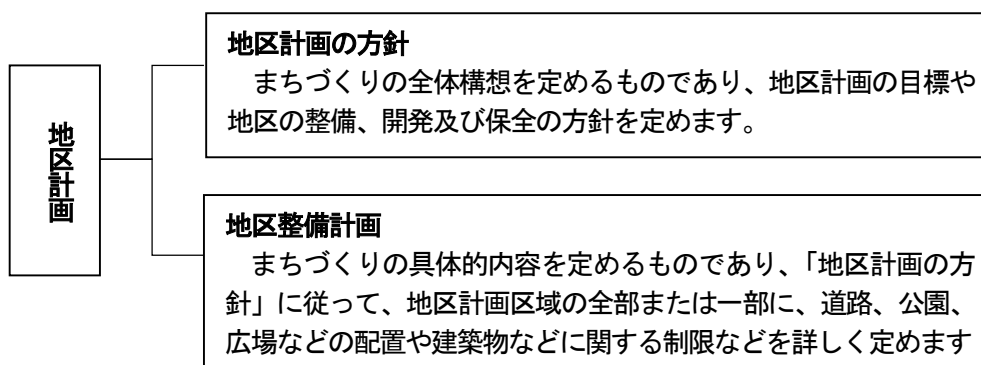 地区計画
地区計画の方針
まちづくりの全体構想を定めるものであり、地区計画の目標や
地区の整備、開発及び保全の方針を定めます。
地区整備計画
まちづくりの具体的内容を定めるものであり、「地区計画の方
針」に従って、地区計画区域の全部または一部に、道路、公園、
広場などの配置や建築物などに関する制限などを詳しく定めます